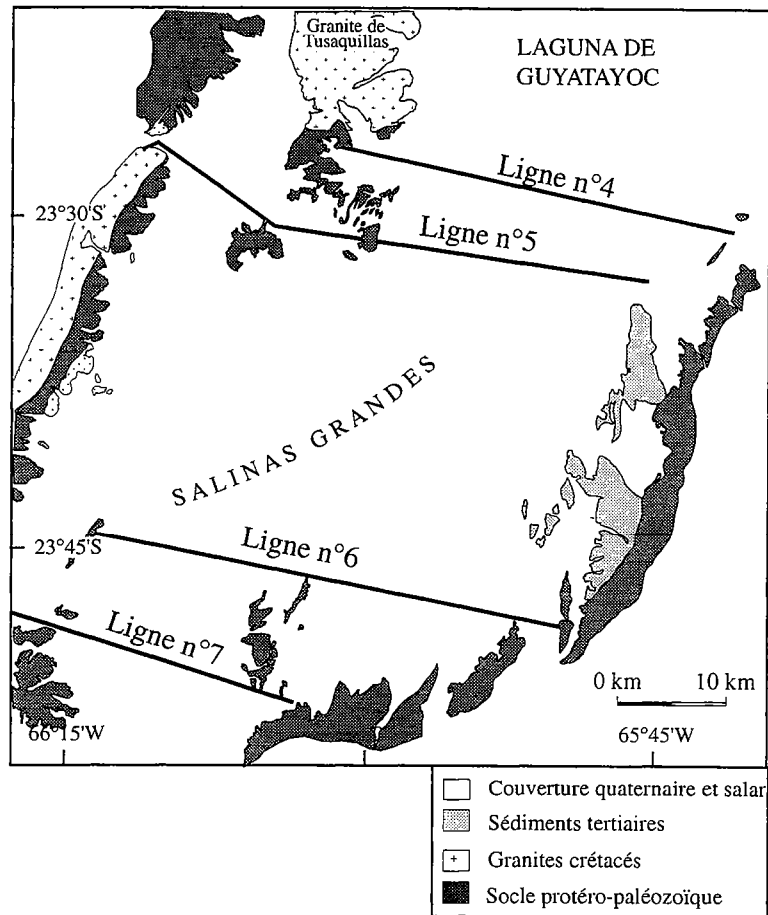 Granite de
Tusaquillas
LAGUNA DE
GUYATAYOC
Ligne n°4
23°30'S
Ligne n°5
SALINAS GRANDES
23°45'S
Ligne n°6
Ligne n°7
0 km 10 km
66°15'W
65°45'W
Couverture quaternaire et salar
Sédiments tertiaires
Granites crétacés
Socle protéro-paléozoïque